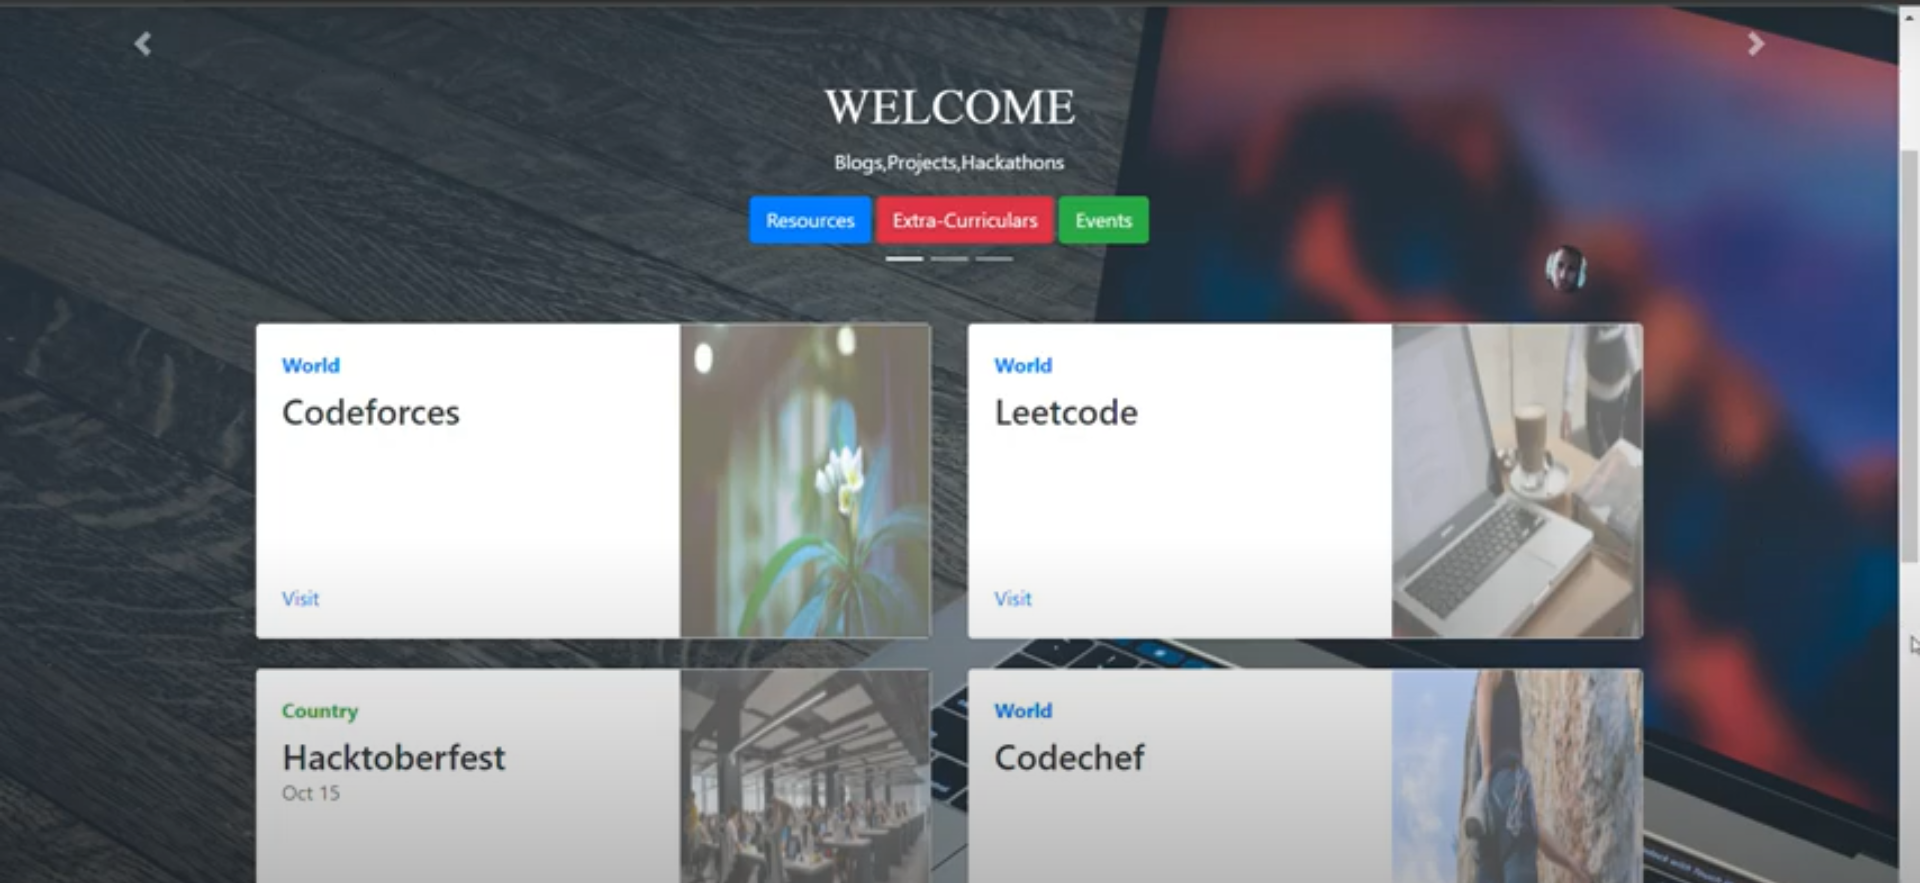 WELCOME
Blogs,Projects,Hackathons
Resources
Extra-Curriculars
Events
World
Codeforces
Visit
World
Leetcode
Visit
Country
Hacktoberfest
Oct 15
World
Codechef